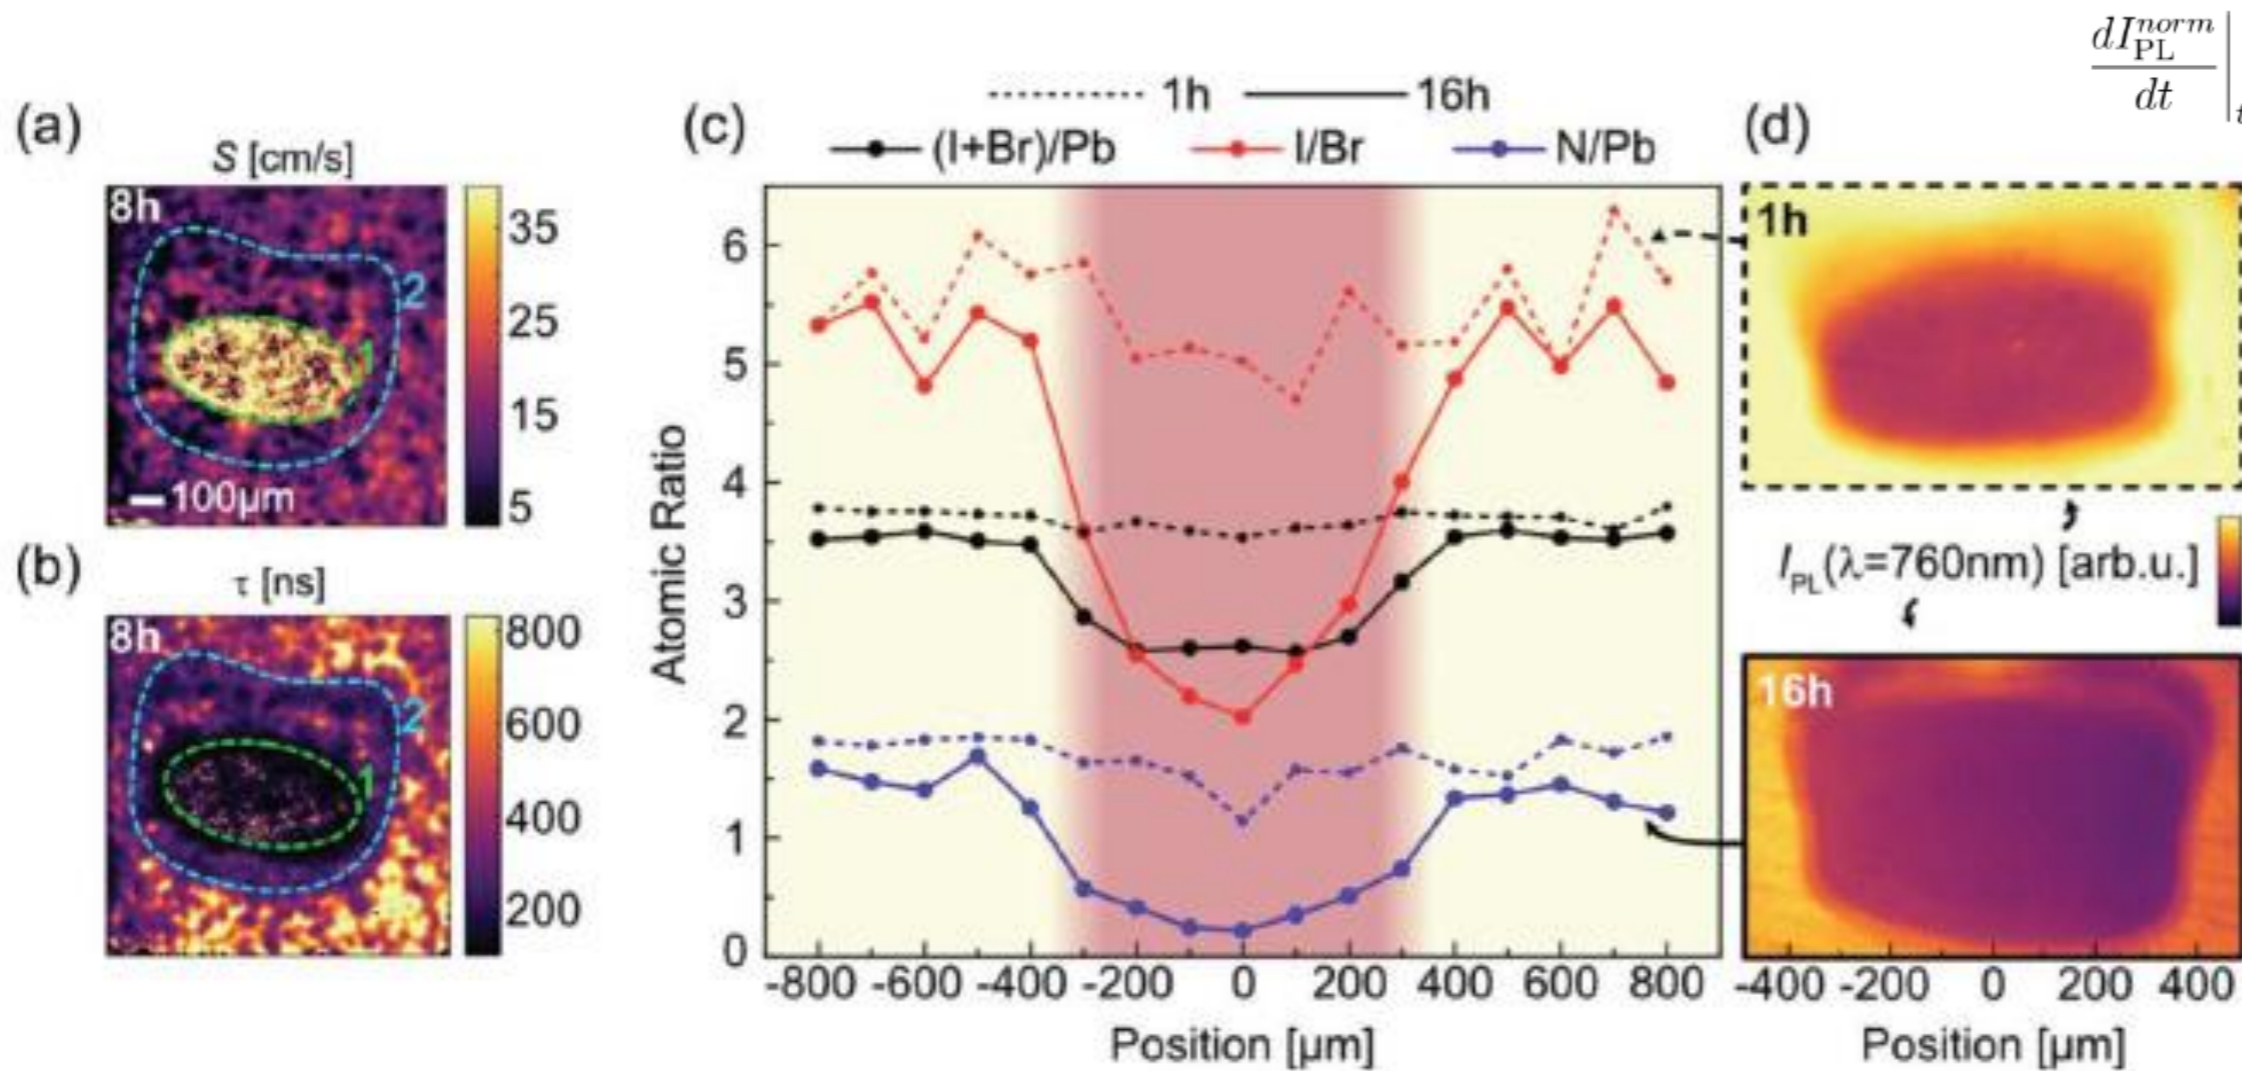 dI_PL^norm / dt |_t
(a)
S [cm/s]
8h
2
1
100μm
35
25
15
5
(b)
τ [ns]
8h
2
1
800
600
400
200
(c)
1h 16h
(I+Br)/Pb I/Br N/Pb
Atomic Ratio
6
5
4
3
2
1
0
-800 -600 -400 -200 0 200 400 600 800
Position [μm]
(d)
1h
I_PL(λ=760nm) [arb.u.]
16h
-400 -200 0 200 400
Position [μm]